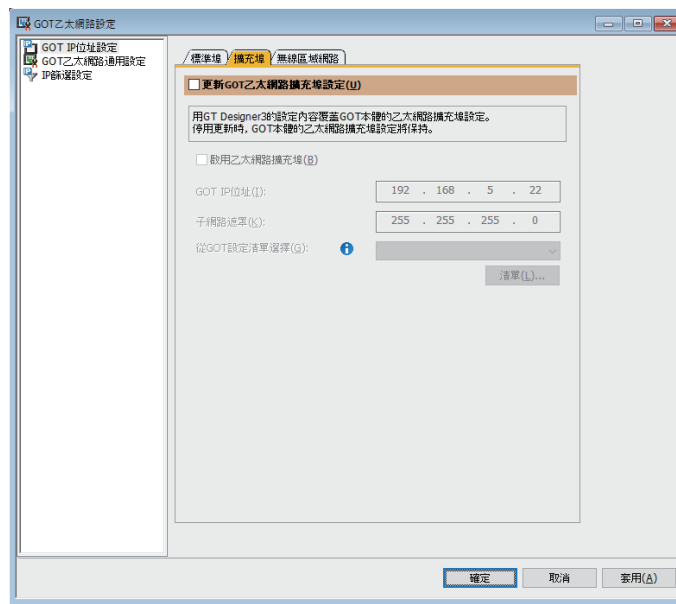 GOT乙太網路設定
GOT IP位址設定
GOT乙太網路通用設定
IP篩選設定
標準埠 擴充埠 無線區域網路
更新GOT乙太網路擴充埠設定(U)
用GT Designer3的設定內容覆蓋GOT本體的乙太網路擴充埠設定。
停用更新時, GOT本體的乙太網路擴充埠設定將保持。
啟用乙太網路擴充埠(B)
GOT IP位址(I): 192 . 168 . 5 . 22
子網路遮罩(K): 255 . 255 . 255 . 0
從GOT設定清單選擇(G):
清單(L)...
確定 取消 套用(A)